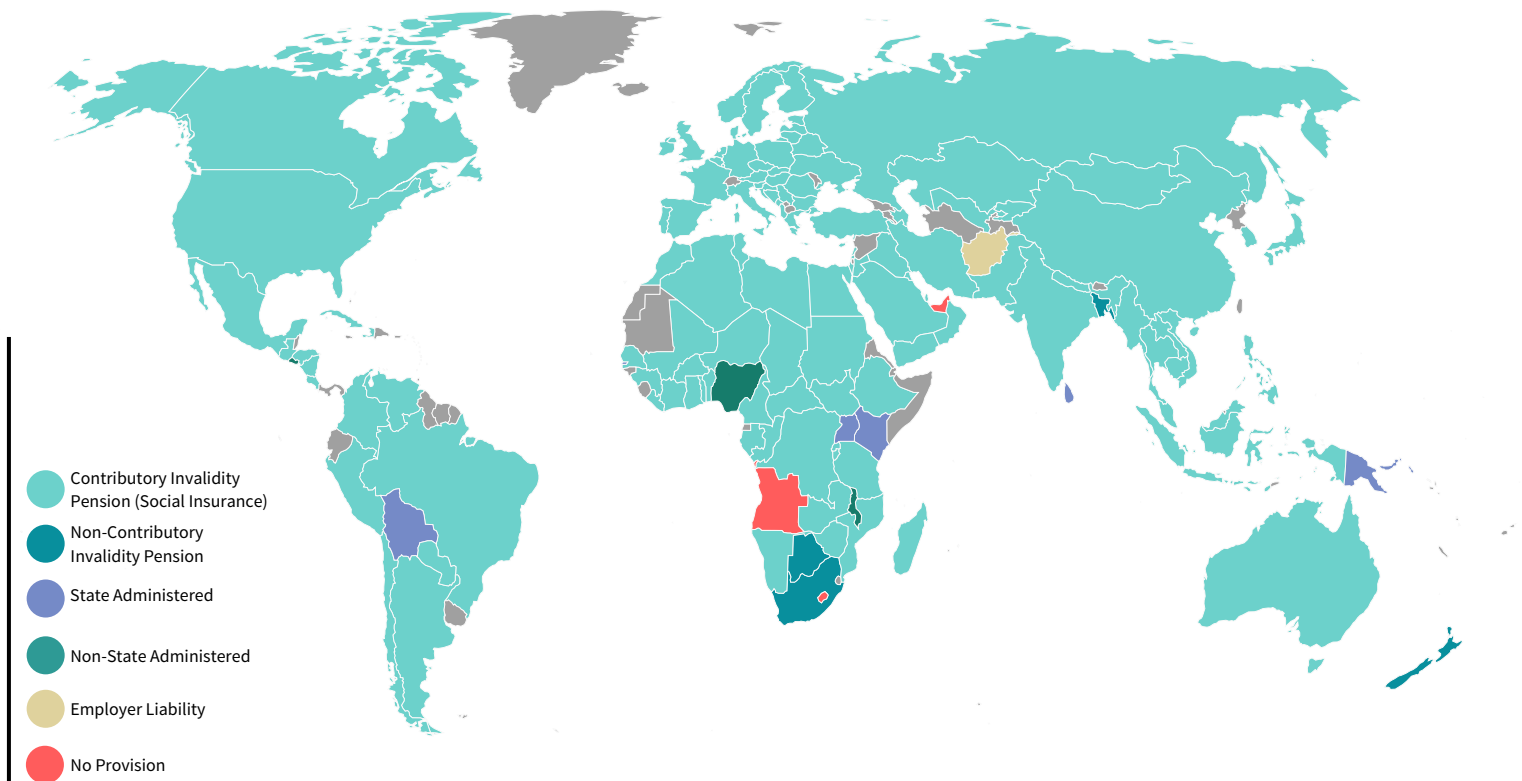 Contributory Invalidity
Pension (Social Insurance)
Non-Contributory
Invalidity Pension
State Administered
Non-State Administered
Employer Liability
No Provision